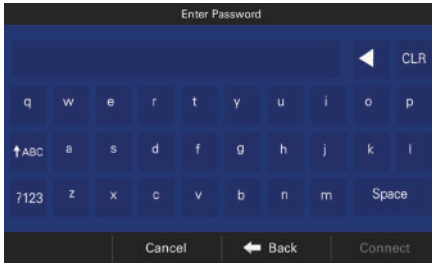 Enter Password
CLR
q w e r t y u i o p
ABC a s d f g h j k l
?123 z x c v b n m Space
Cancel Back Connect